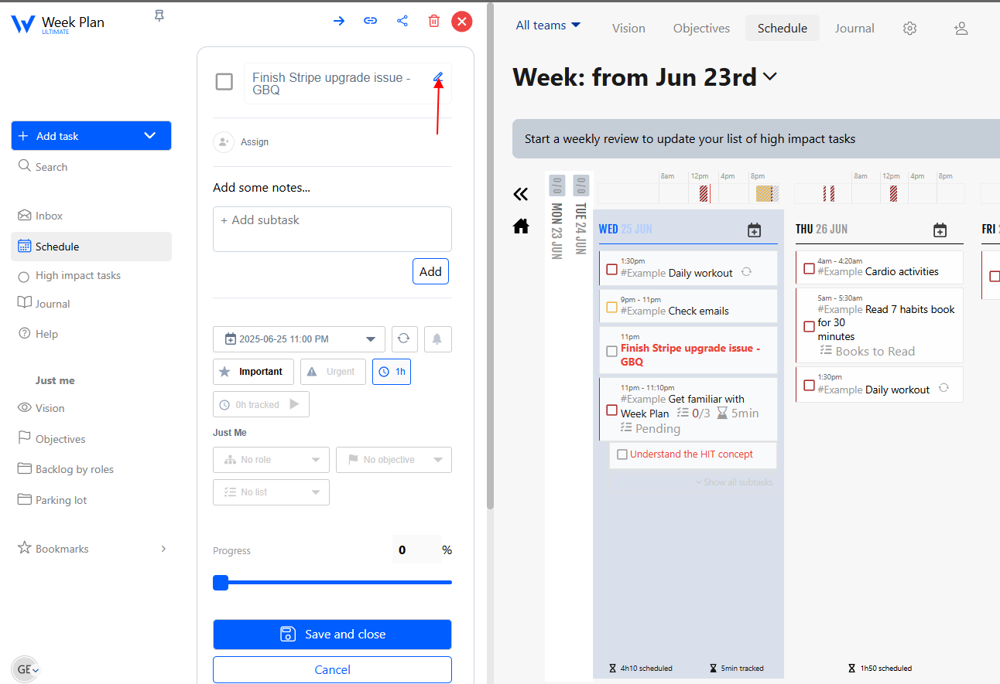 Week Plan
ULTIMATE
Add task
Search
Inbox
Schedule
High impact tasks
Journal
Help
Just me
Vision
Objectives
Backlog by roles
Parking lot
Bookmarks
GE
Finish Stripe upgrade issue -
GBQ
Assign
Add some notes...
+ Add subtask
Add
2025-06-25 11:00 PM
Important
Urgent
1h
0h tracked
Just Me
No role
No objective
No list
Progress
0 %
Save and close
Cancel
All teams
Vision
Objectives
Schedule
Journal
Week: from Jun 23rd
Start a weekly review to update your list of high impact tasks
0/0
MON 23 JUN
0/0
TUE 24 JUN
8am 12pm 4pm 8pm
WED 25 JUN
1:30pm
#Example Daily workout
9pm - 11pm
#Example Check emails
11pm
Finish Stripe upgrade issue -
GBQ
11pm - 11:10pm
#Example Get familiar with
Week Plan 0/3 5min
Pending
Understand the HIT concept
Show all subtasks
4h10 scheduled
5min tracked
8am 12pm 4pm 8pm
THU 26 JUN
4am - 4:20am
#Example Cardio activities
5am - 5:30am
#Example Read 7 habits book
for 30
minutes
Books to Read
1:30pm
#Example Daily workout
1h50 scheduled
FRI